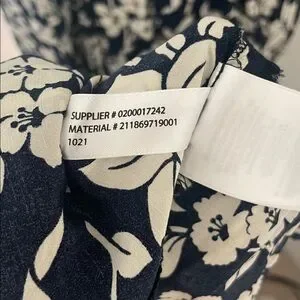 SUPPLIER # 0200017242
MATERIAL # 211869719001
1021